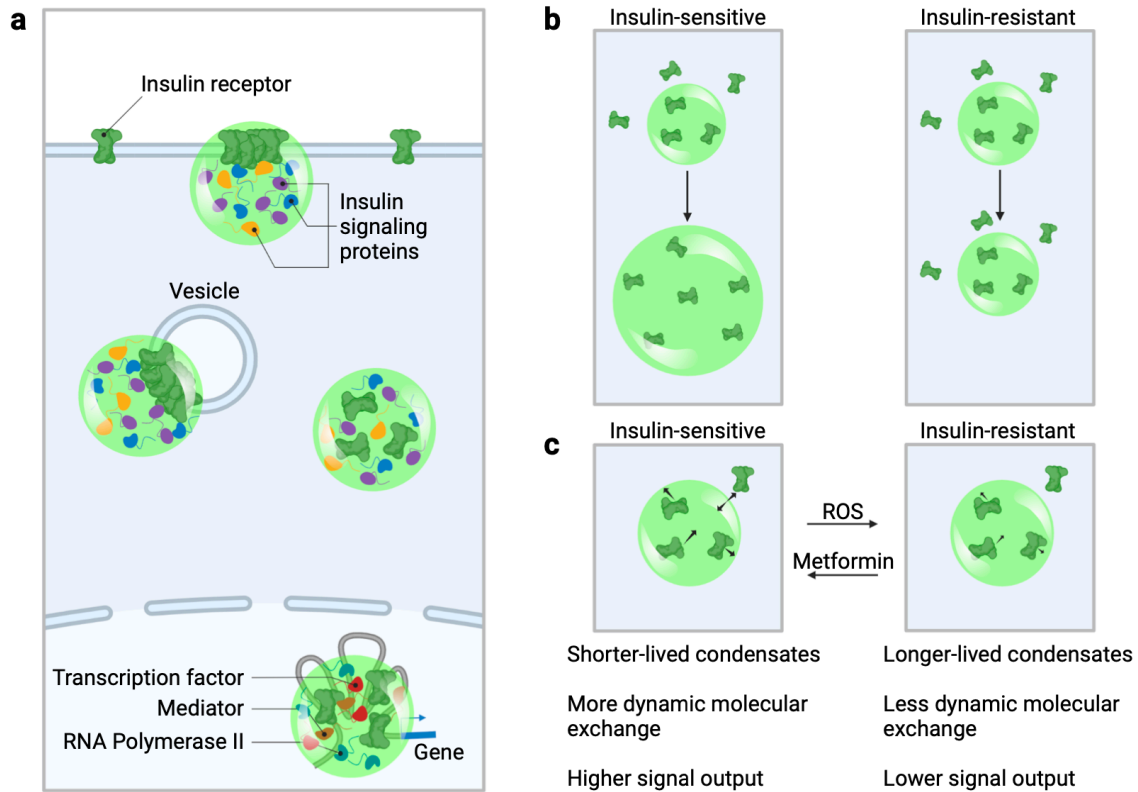 a
Insulin receptor
Insulin
signaling
proteins
Vesicle
Transcription factor
Mediator
RNA Polymerase II
Gene
b
Insulin-sensitive
Insulin-resistant
c
Insulin-sensitive
Insulin-resistant
ROS
Metformin
Shorter-lived condensates
Longer-lived condensates
More dynamic molecular
exchange
Less dynamic molecular
exchange
Higher signal output
Lower signal output